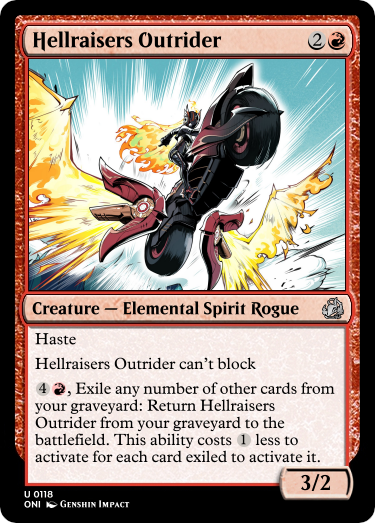 Hellraisers Outrider 2
Creature — Elemental Spirit Rogue
Haste
Hellraisers Outrider can't block
4, Exile any number of other cards from
your graveyard: Return Hellraisers
Outrider from your graveyard to the
battlefield. This ability costs 1 less to
activate for each card exiled to activate it.
3/2
U 0118
ONI Genshin Impact